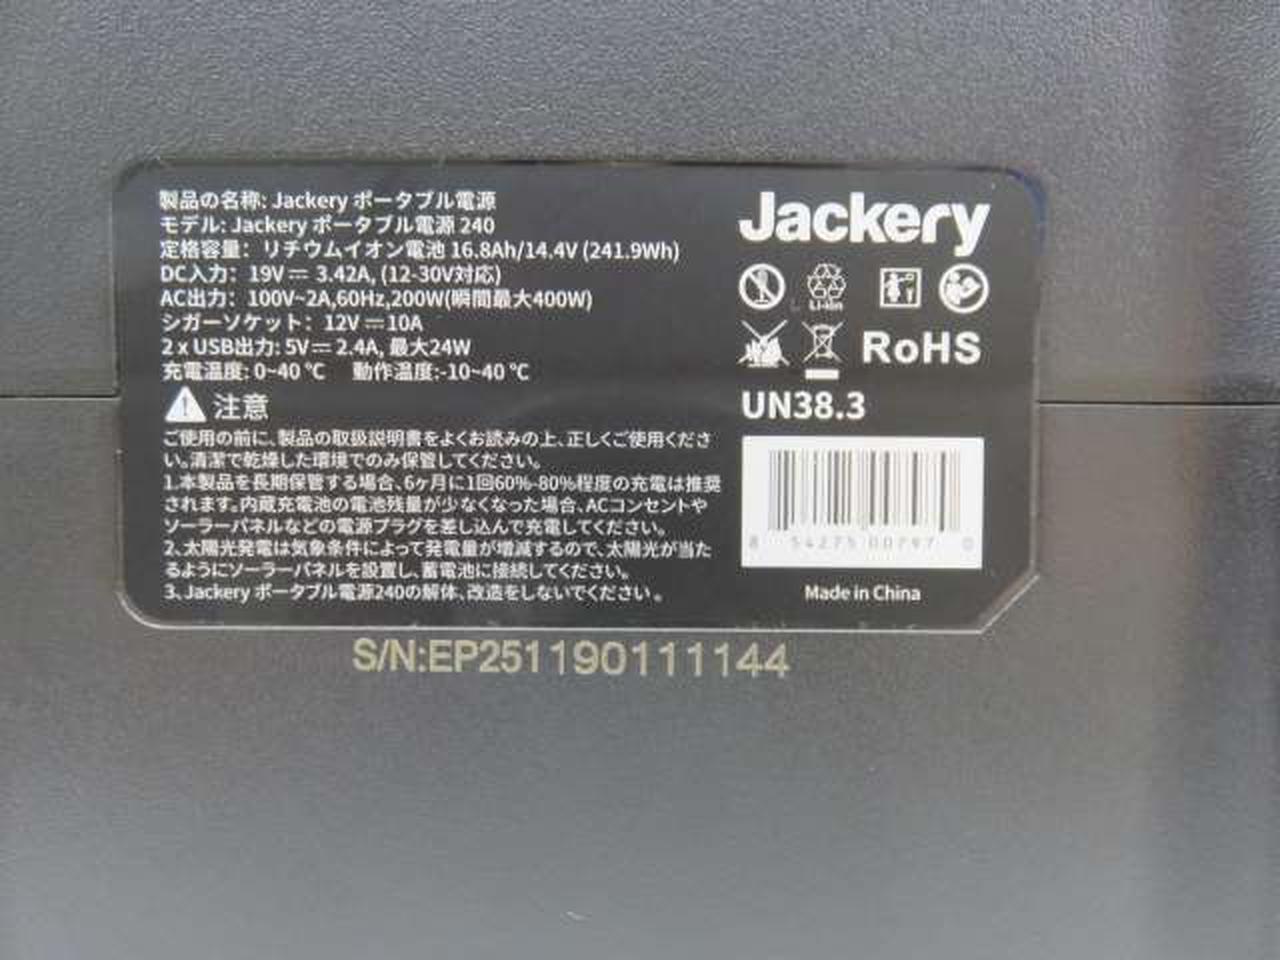 製品の名称: Jackery ポータブル電源
モデル: Jackery ポータブル電源 240
定格容量：リチウムイオン電池 16.8Ah/14.4V (241.9Wh)
DC入力：19V⎓3.42A, (12-30V対応)
AC出力：100V~2A,60Hz,200W(瞬間最大400W)
シガーソケット：12V⎓10A
2 x USB出力: 5V⎓2.4A, 最大24W
充電温度: 0~40 ℃ 動作温度:-10~40 ℃
注意
ご使用の前に、製品の取扱説明書をよくお読みの上、正しくご使用くださ
い。清潔で乾燥した環境でのみ保管してください。
1.本製品を長期保管する場合、6ヶ月に1回60%-80%程度の充電は推奨
されます。内蔵充電池の電池残量が少なくなった場合、ACコンセントや
ソーラーパネルなどの電源プラグを差し込んで充電してください。
2、太陽光発電は気象条件によって発電量が増減するので、太陽光が当た
るようにソーラーパネルを設置し、蓄電池に接続してください。
3、Jackery ポータブル電源240の解体、改造をしないでください。
Jackery
Li-ion
RoHS
UN38.3
8 54275 00797 0
Made in China
S/N:EP251190111144